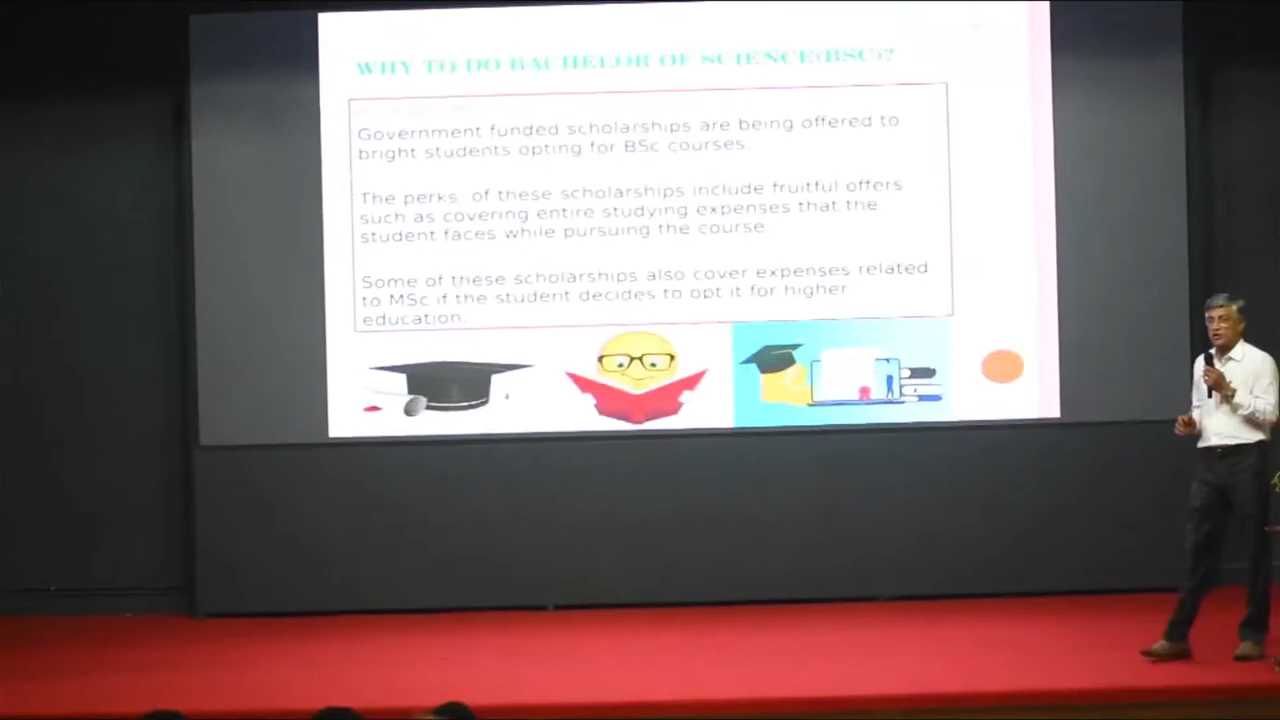 WHY TO DO BACHELOR OF SCIENCE(BSC)?
Government funded scholarships are being offered to
bright students opting for BSc courses.
The perks of these scholarships include fruitful offers
such as covering entire studying expenses that the
student faces while pursuing the course
Some of these scholarships also cover expenses related
to MSc if the student decides to opt it for higher
education.